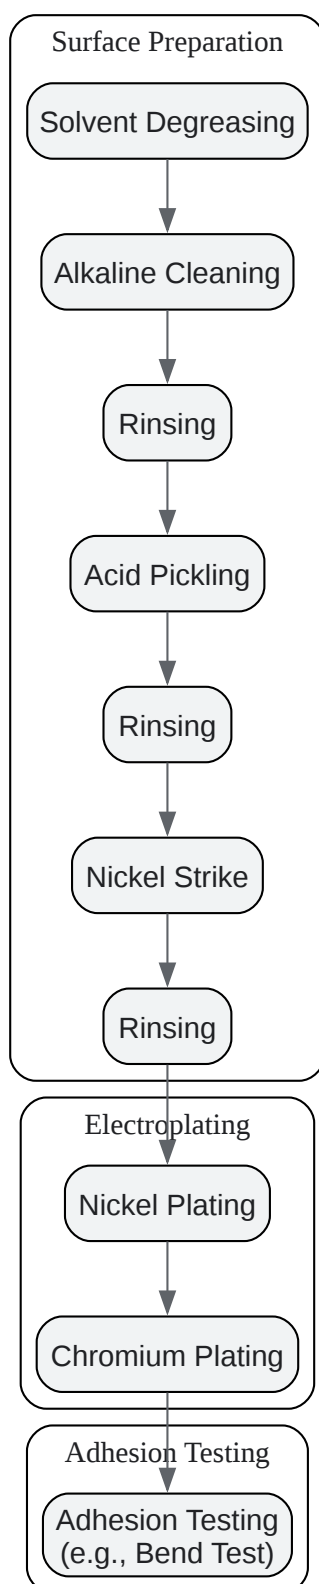 Surface Preparation
Solvent Degreasing
Alkaline Cleaning
Rinsing
Acid Pickling
Rinsing
Nickel Strike
Rinsing
Electroplating
Nickel Plating
Chromium Plating
Adhesion Testing
Adhesion Testing
(e.g., Bend Test)